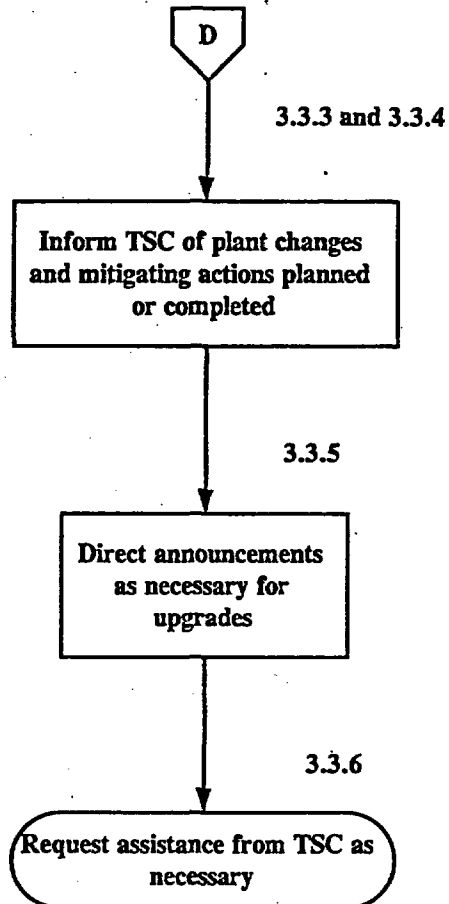 D
3.3.3 and 3.3.4
Inform TSC of plant changes
and mitigating actions planned
or completed
3.3.5
Direct announcements
as necessary for
upgrades
3.3.6
Request assistance from TSC as
necessary